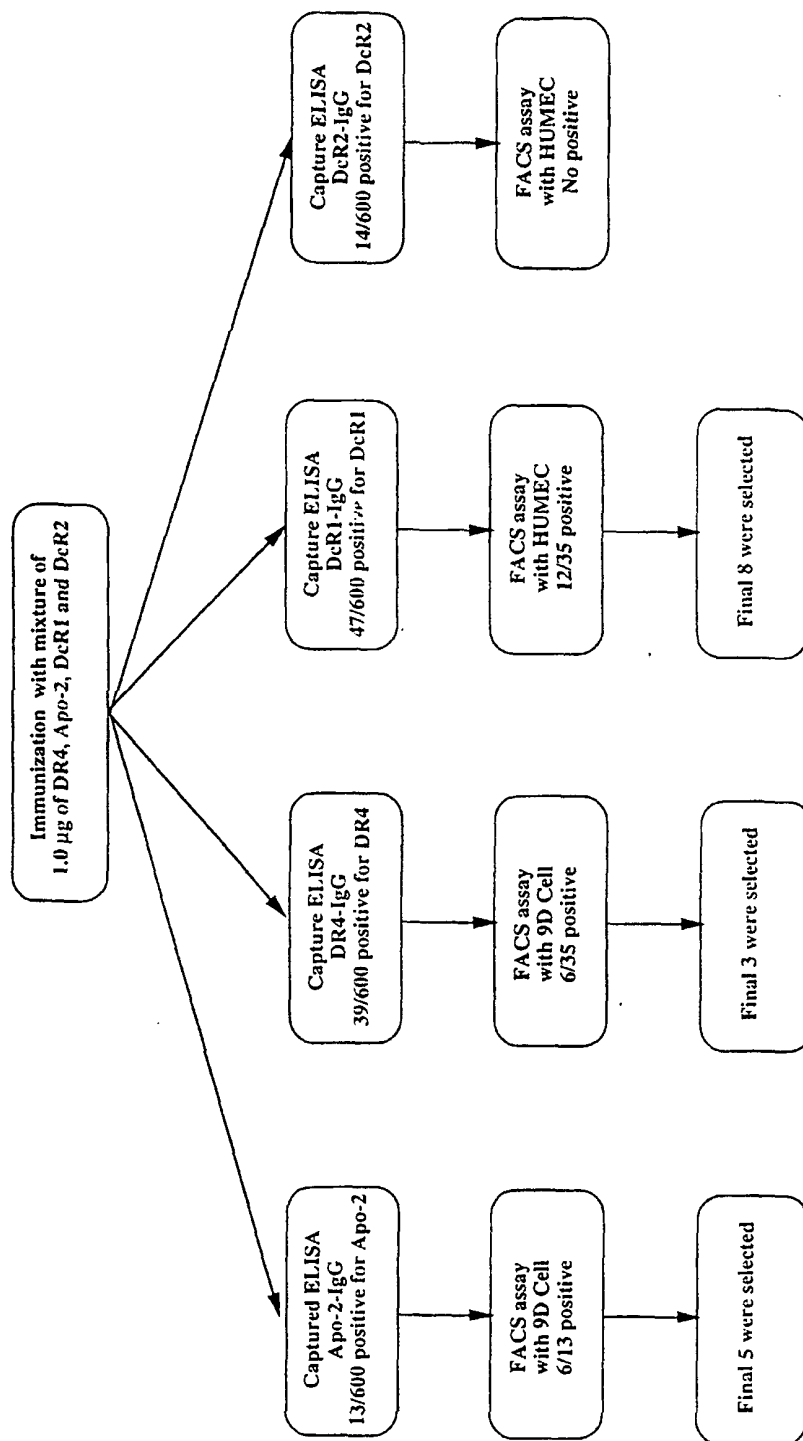 Immunization with mixture of
1.0 µg of DR4, Apo-2, DcR1 and DcR2
Captured ELISA
Apo-2-IgG
13/600 positive for Apo-2
FACS assay
with 9D Cell
6/13 positive
Final 5 were selected
Capture ELISA
DR4-IgG
39/600 positive for DR4
FACS assay
with 9D Cell
6/35 positive
Final 3 were selected
Capture ELISA
DcR1-IgG
47/600 positive for DcR1
FACS assay
with HUMEC
12/35 positive
Final 8 were selected
Capture ELISA
DcR2-IgG
14/600 positive for DcR2
FACS assay
with HUMEC
No positive